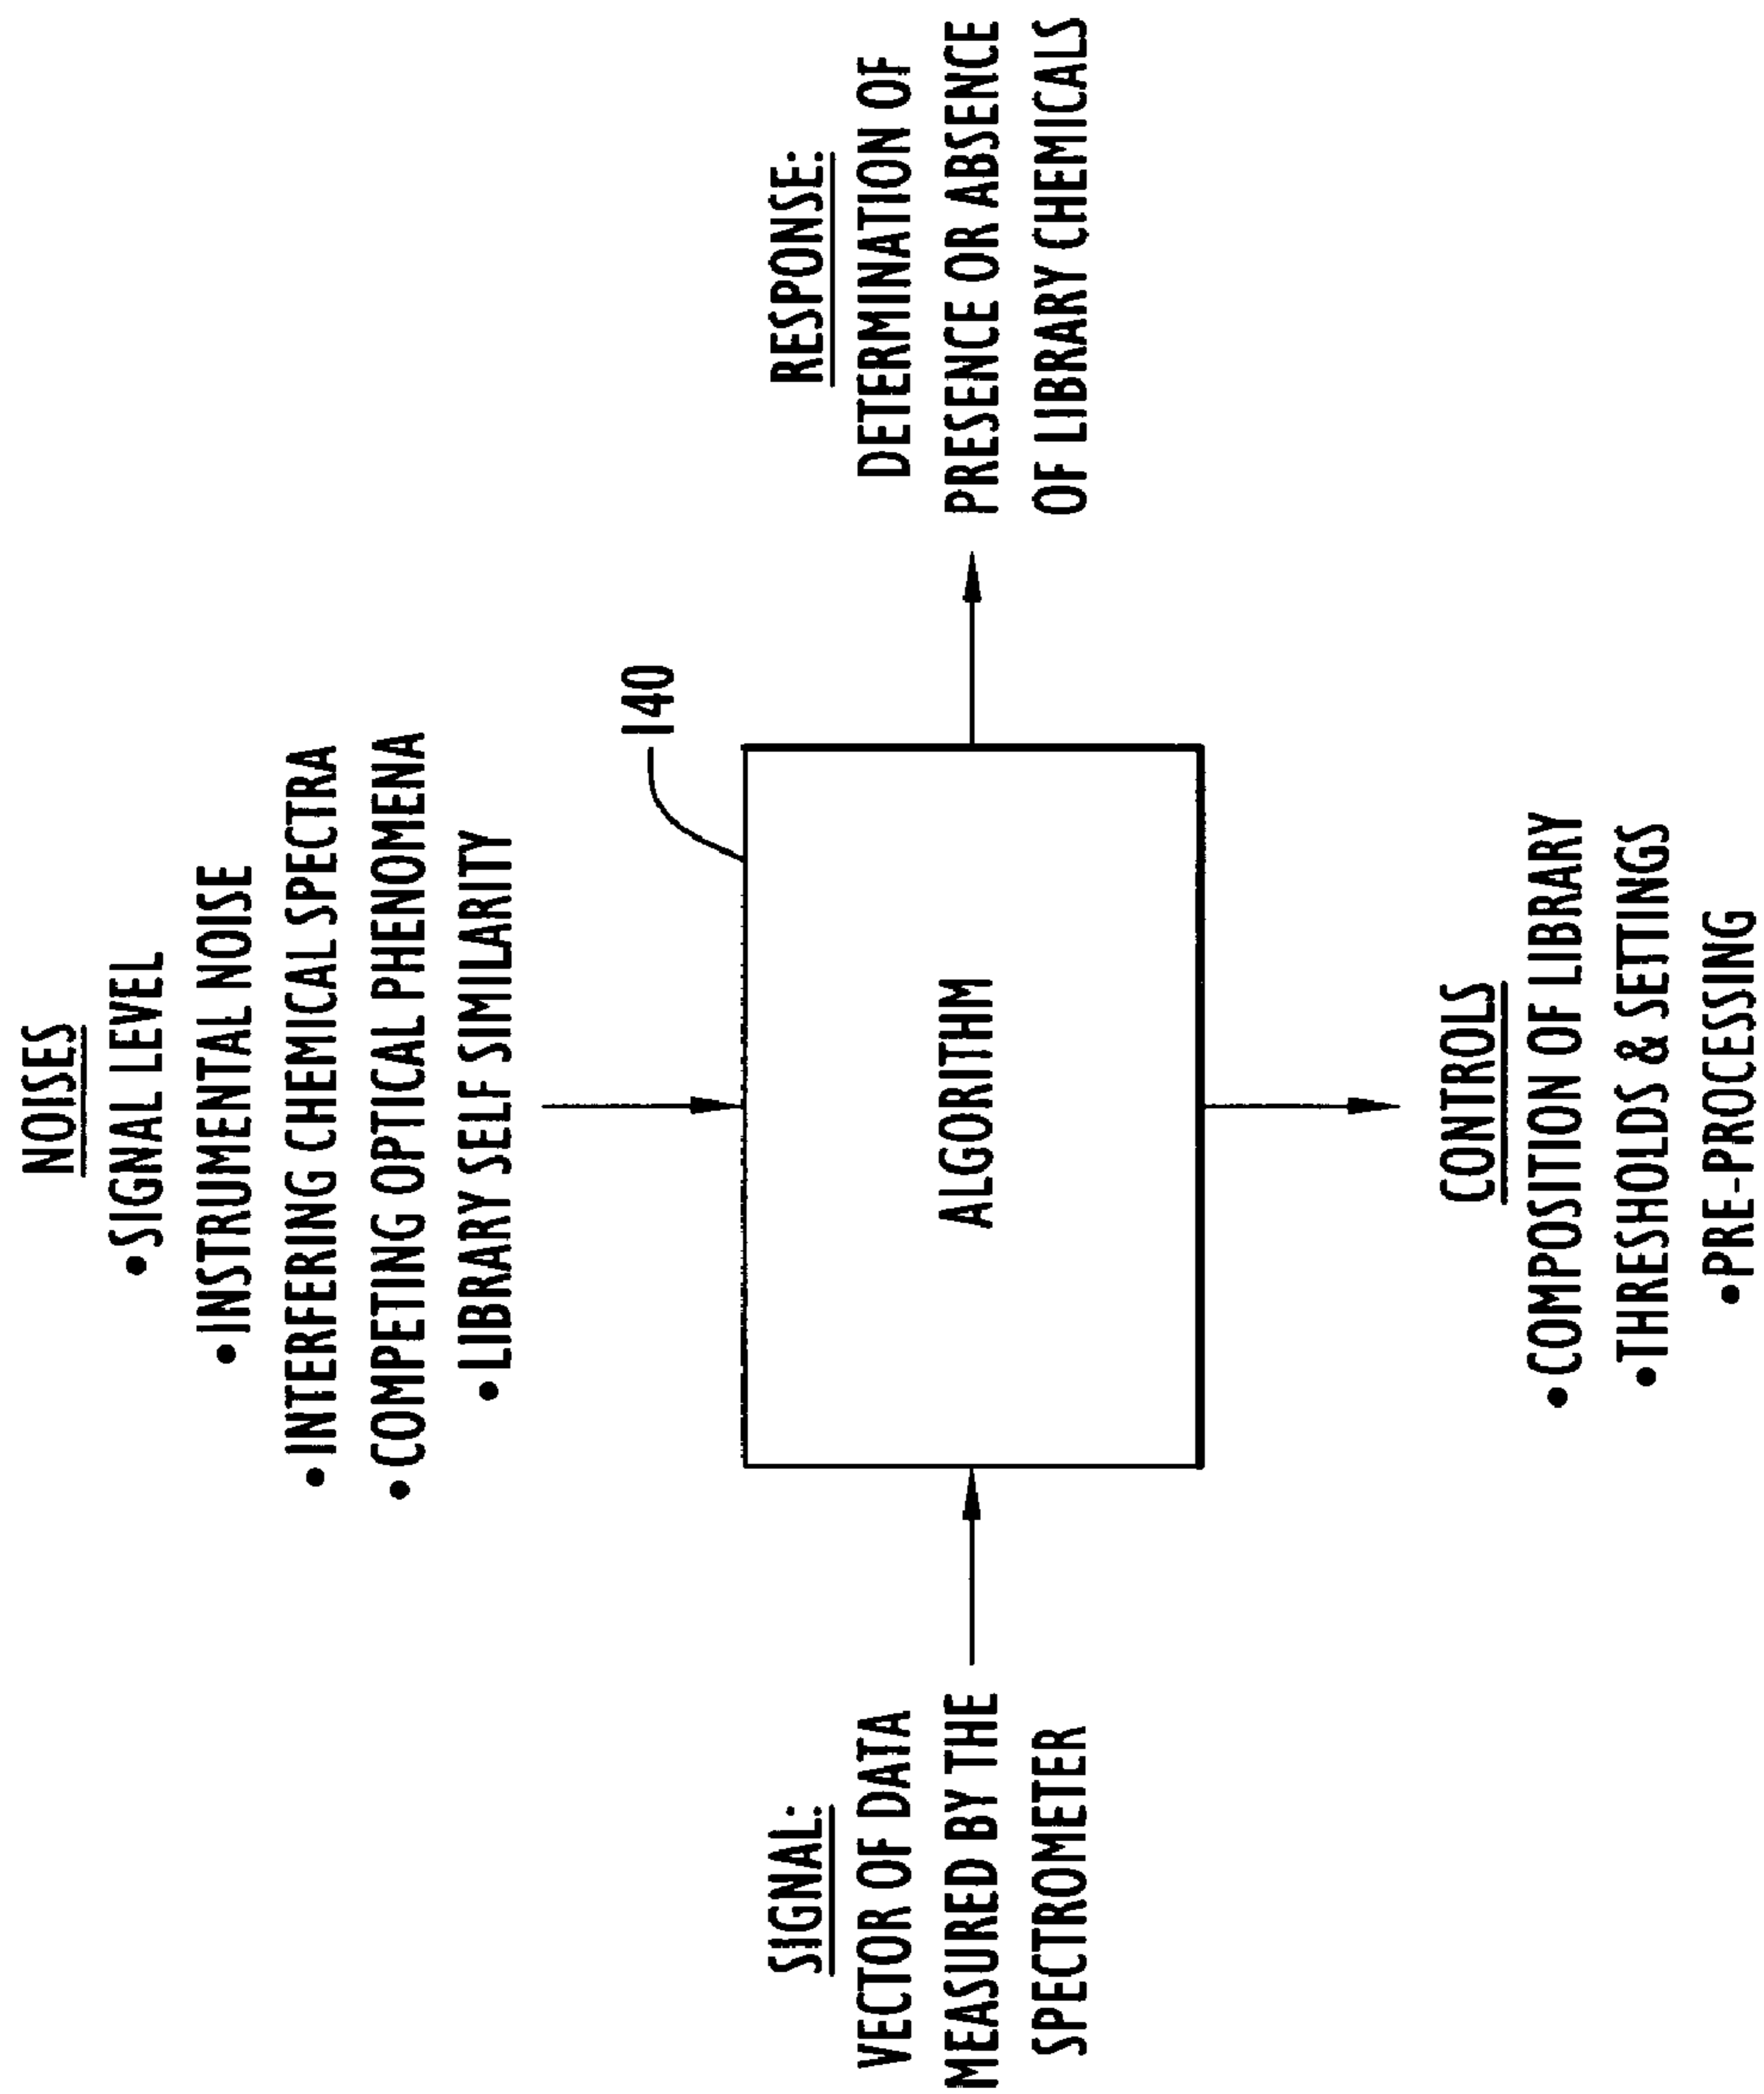 NOISES
•SIGNAL LEVEL
•INSTRUMENTAL NOISE
•INTERFERING CHEMICAL SPECTRA
•COMPETING OPTICAL PHENOMENA
•LIBRARY SELF SIMILARITY
140
SIGNAL:
VECTOR OF DATA
MEASURED BY THE
SPECTROMETER
ALGORITHM
RESPONSE:
DETERMINATION OF
PRESENCE OR ABSENCE
OF LIBRARY CHEMICALS
CONTROLS
•COMPOSITION OF LIBRARY
•THRESHOLDS & SETTINGS
•PRE-PROCESSING